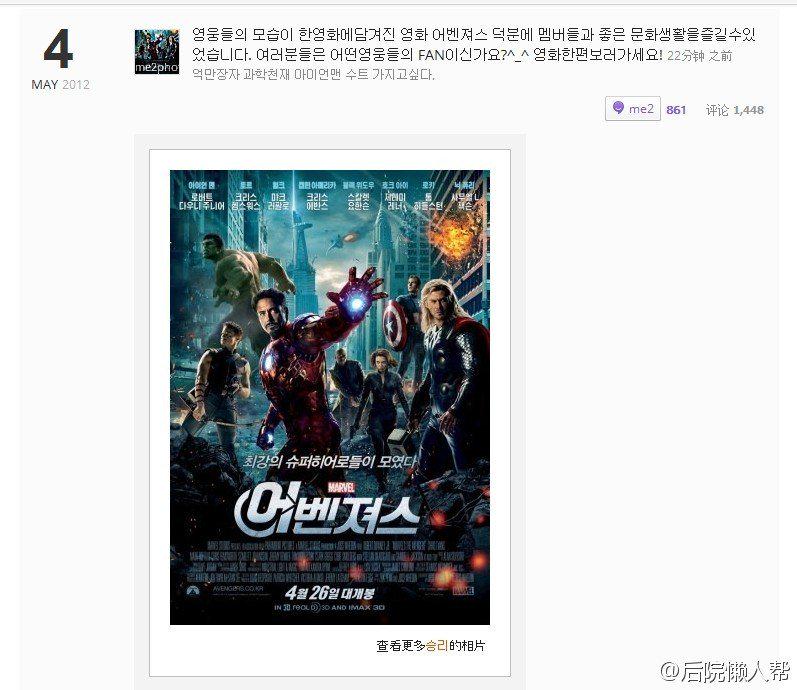 4
MAY 2012
me2pho
영웅들의 모습이 한영화에담겨진 영화 어벤져스 덕분에 멤버들과 좋은 문화생활을즐길수있
었습니다. 여러분들은 어떤영웅들의 FAN이신가요?^_^ 영화한편보러가세요! 22分钟 之前
억만장자 과학천재 아이언맨 수트 가지고싶다.
me2 861 评论 1,448
아이언 맨 토르 헐크 캡틴 아메리카 블랙 위도우 호크 아이 로키 닉 퓨리
로버트 크리스 마크 크리스 스칼렛 제레미 톰 사무엘 L.
다우니 주니어 헴스워스 러팔로 에반스 요한슨 레너 히들스턴 잭슨
최강의 슈퍼히어로들이 모였다
MARVEL
어벤져스
AVENGERS.CO.KR
4월 26일 대개봉
IN 3D REAL D 3D AND IMAX 3D
MARVEL
查看更多승리的相片
@后院懒人帮